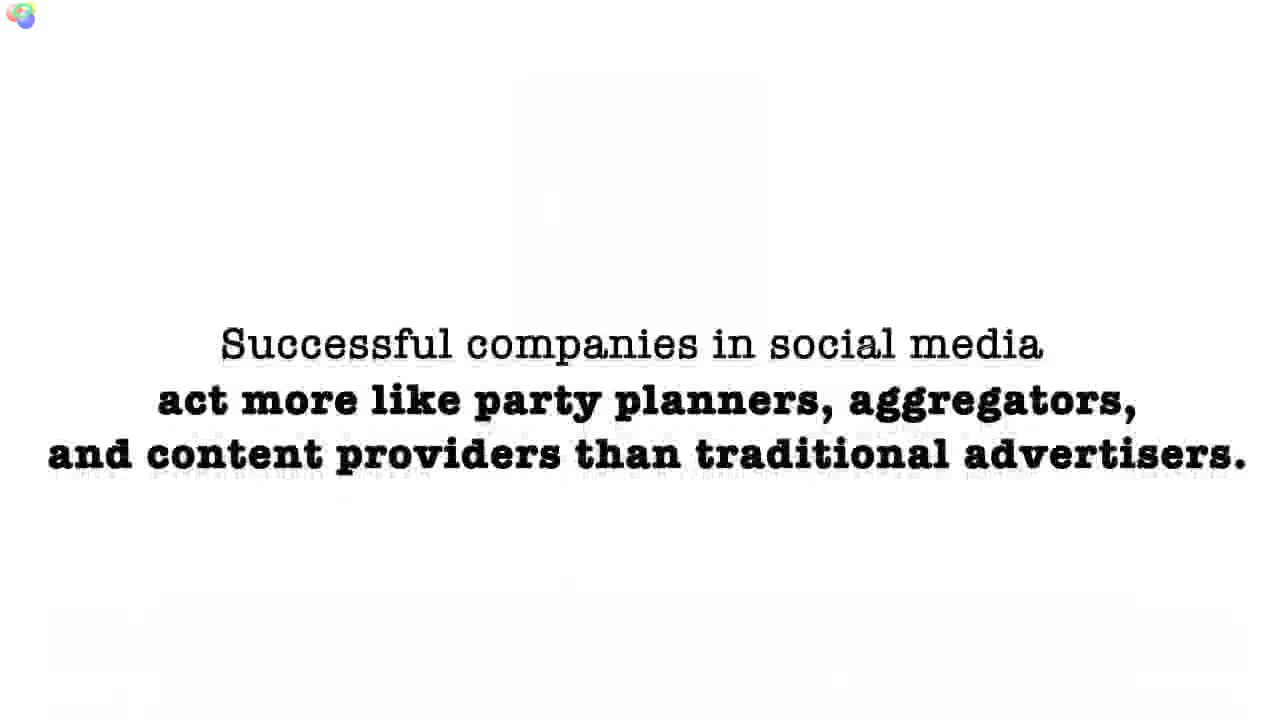 Successful companies in social media
act more like party planners, aggregators,
and content providers than traditional advertisers.